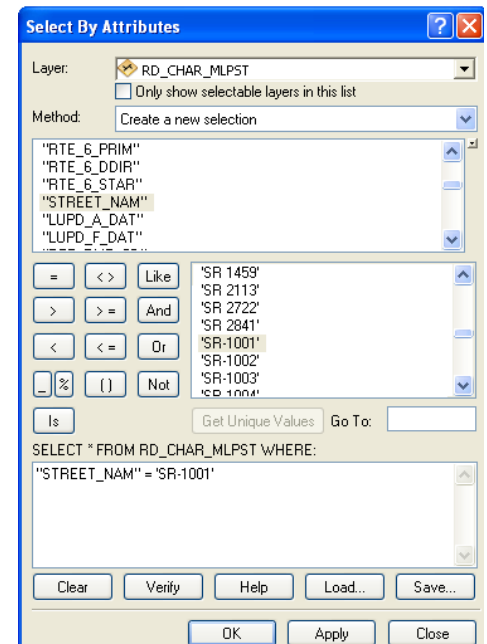 Select By Attributes
Layer: RD_CHAR_MLPST
Only show selectable layers in this list
Method: Create a new selection
"RTE_6_PRIM"
"RTE_6_DDIR"
"RTE_6_STAR"
"STREET_NAM"
"LUPD_A_DAT"
"LUPD_F_DAT"
= < > Like
> > = And
< < = Or
_ % () Not
Is
'SR 1459'
'SR 2113'
'SR 2722'
'SR 2841'
'SR-1001'
'SR-1002'
'SR-1003'
'SR-1004'
Get Unique Values Go To:
SELECT * FROM RD_CHAR_MLPST WHERE:
"STREET_NAM" = 'SR-1001'
Clear Verify Help Load... Save...
OK Apply Close